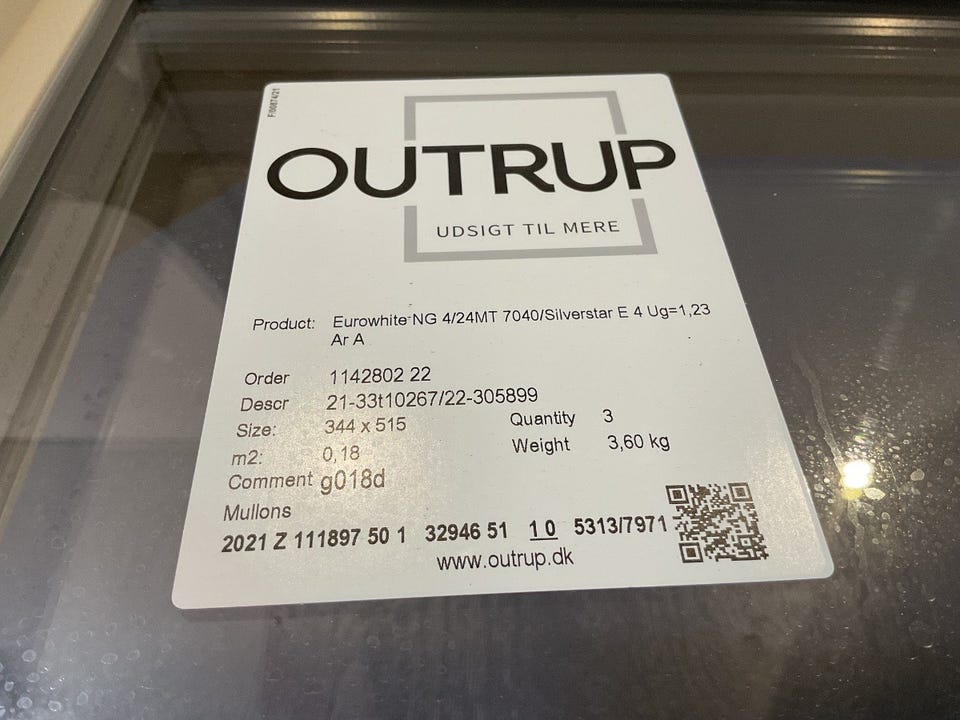 F/00874/21
OUTRUP
UDSIGT TIL MERE
Product: Eurowhite NG 4/24MT 7040/Silverstar E 4 Ug=1,23
Ar A
Order 1142802 22
Descr 21-33t10267/22-305899
Size: 344 x 515 Quantity 3
m2: 0,18 Weight 3,60 kg
Comment g018d
Mullons
2021 Z 111897 50 1 32946 51 1 0 5313/7971
www.outrup.dk